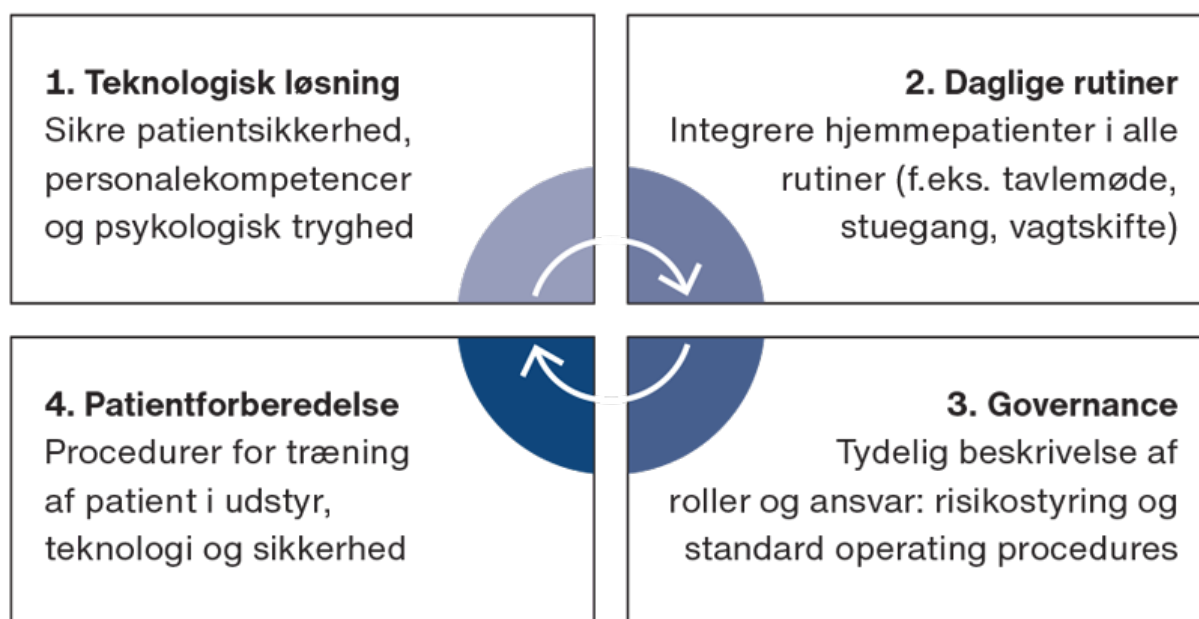 1. Teknologisk løsning
Sikre patientsikkerhed,
personalekompetencer
og psykologisk tryghed
2. Daglige rutiner
Integrere hjemmepatienter i alle
rutiner (f.eks. tavlemøde,
stuegang, vagtskifte)
3. Governance
Tydelig beskrivelse af
roller og ansvar: risikostyring og
standard operating procedures
4. Patientforberedelse
Procedurer for træning
af patient i udstyr,
teknologi og sikkerhed